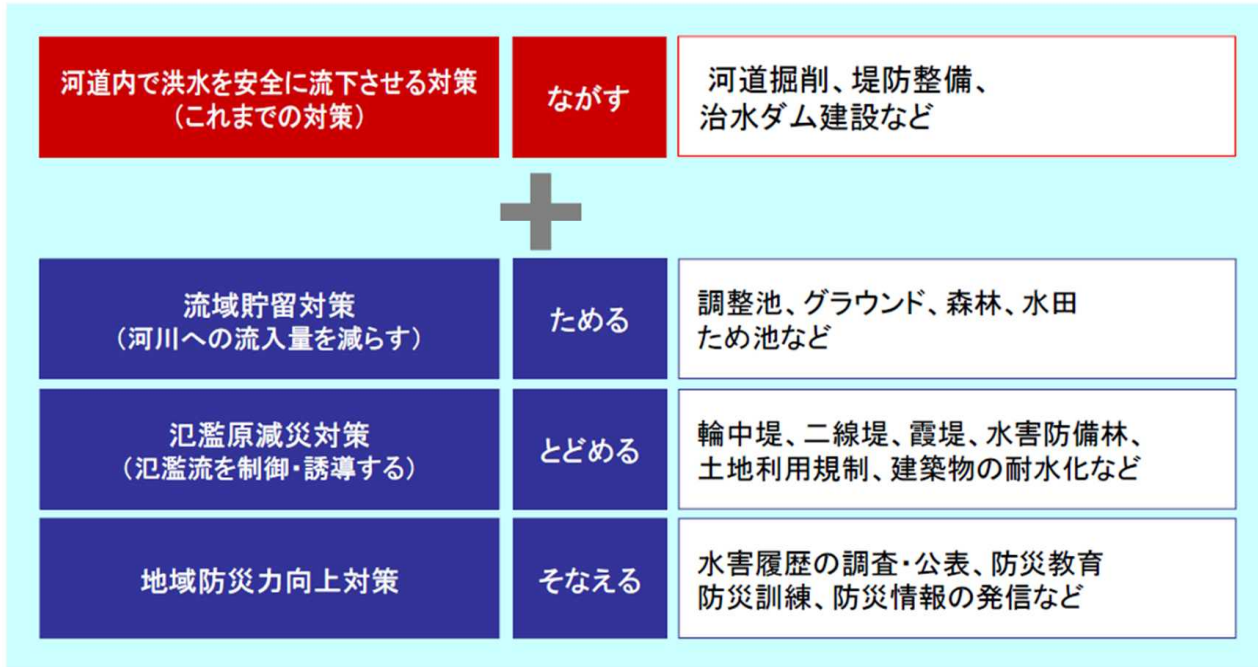 河道内で洪水を安全に流下させる対策
(これまでの対策)
ながす
河道掘削、堤防整備、
治水ダム建設など
流域貯留対策
(河川への流入量を減らす)
ためる
調整池、グラウンド、森林、水田
ため池など
氾濫原減災対策
(氾濫流を制御・誘導する)
とどめる
輪中堤、二線堤、霞堤、水害防備林、
土地利用規制、建築物の耐水化など
地域防災力向上対策
そなえる
水害履歴の調査・公表、防災教育
防災訓練、防災情報の発信など